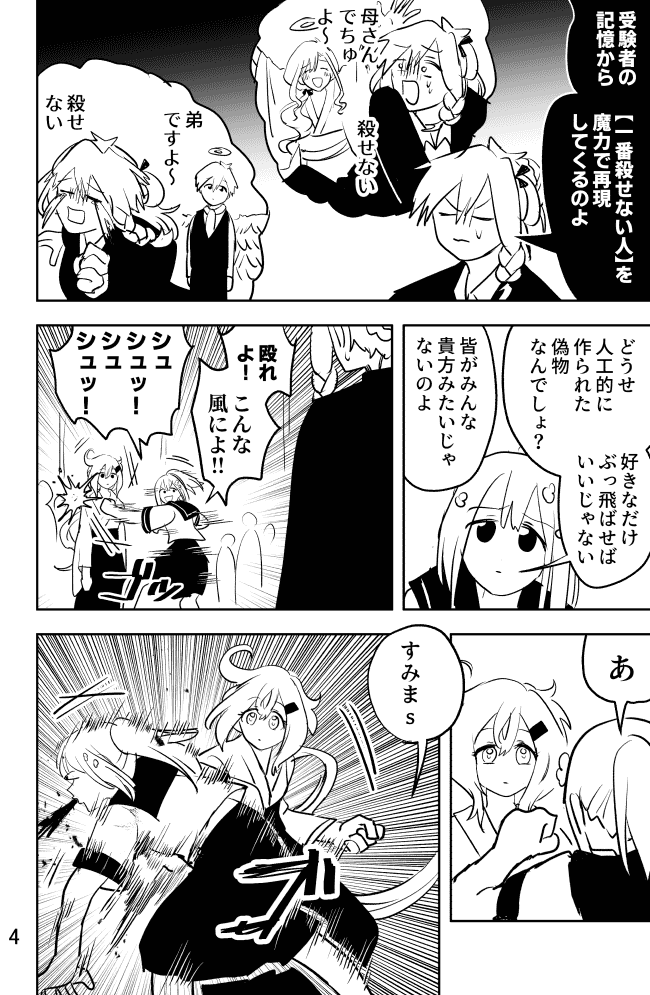 受験者の
記憶から
【一番殺せない人】を
魔力で再現
してくるのよ
母さん
でちゅ
よ~
殺せない
弟
ですよ~
殺せ
ない
どうせ
人工的に
作られた
偽物
なんでしょ?
好きなだけ
ぶっ飛ばせば
いいじゃない
皆がみんな
貴方みたいじゃ
ないのよ
殴れ
よ!
こんな
風によ!!
シュ
シュッ!
シュ
シュッ!
ゴッ
あ
すみまs
ブッ
4